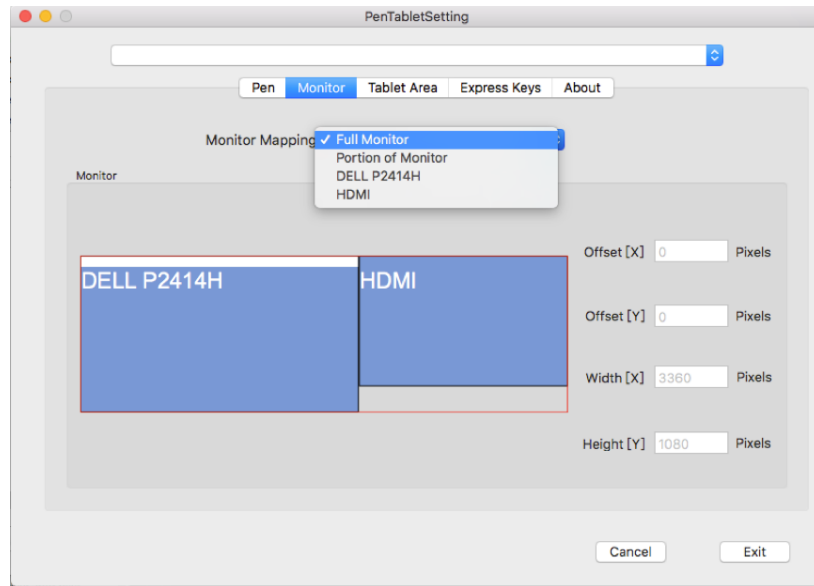 PenTabletSetting
Pen Monitor Tablet Area Express Keys About
Monitor Mapping ✓ Full Monitor
Portion of Monitor
DELL P2414H
HDMI
Monitor
DELL P2414H HDMI
Offset [X] 0 Pixels
Offset [Y] 0 Pixels
Width [X] 3360 Pixels
Height [Y] 1080 Pixels
Cancel Exit